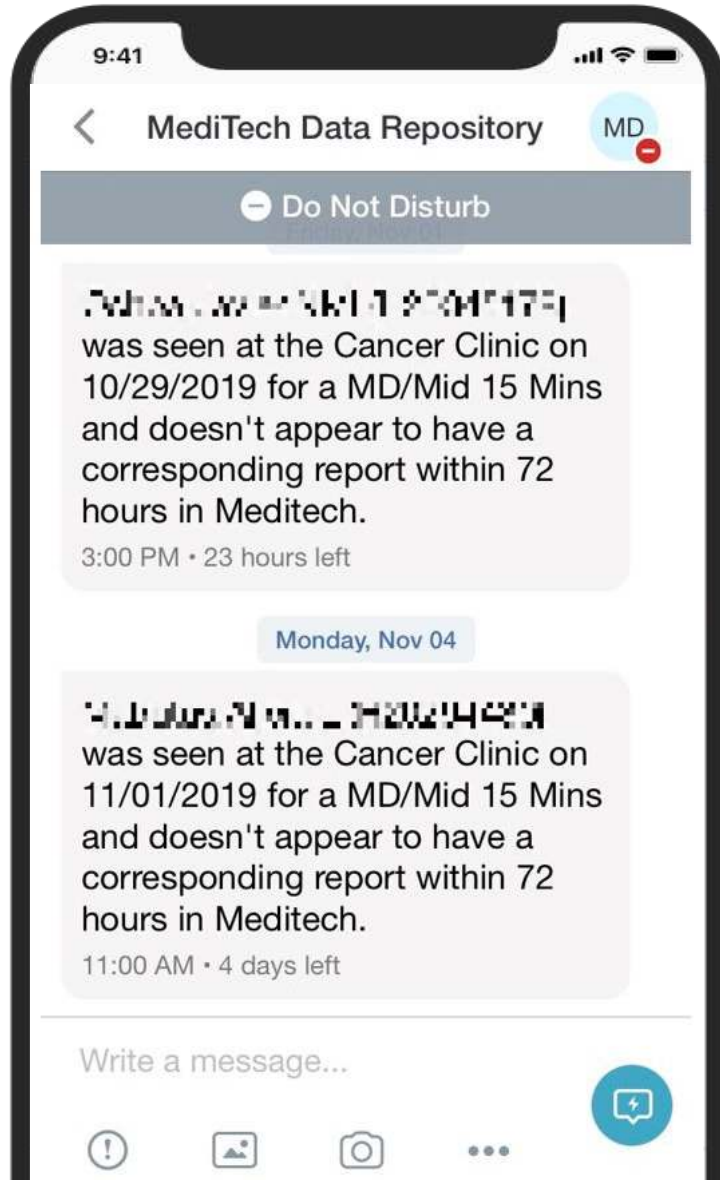 9:41
MediTech Data Repository
MD
Do Not Disturb
Friday, Nov 01
was seen at the Cancer Clinic on
10/29/2019 for a MD/Mid 15 Mins
and doesn't appear to have a
corresponding report within 72
hours in Meditech.
3:00 PM • 23 hours left
Monday, Nov 04
was seen at the Cancer Clinic on
11/01/2019 for a MD/Mid 15 Mins
and doesn't appear to have a
corresponding report within 72
hours in Meditech.
11:00 AM • 4 days left
Write a message...